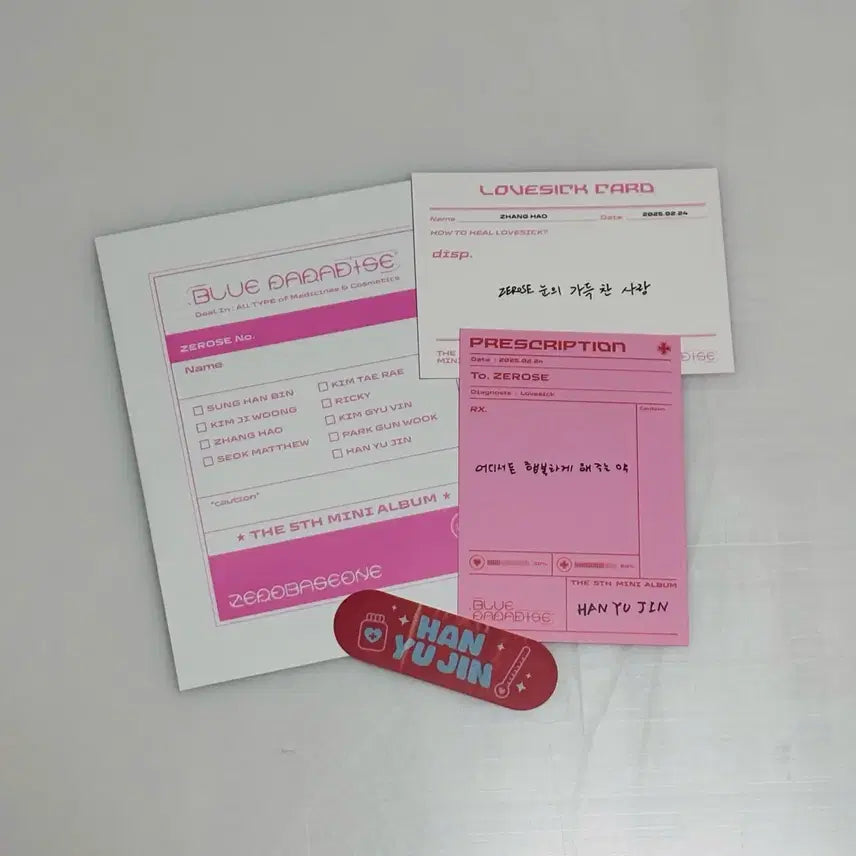 BLUE PARADISE
Deal In : ALL TYPE of Medicines & Cosmetics
ZEROSE No.
Name
SUNG HAN BIN
KIM JI WOONG
ZHANG HAO
SEOK MATTHEW
KIM TAE RAE
RICKY
KIM GYU VIN
PARK GUN WOOK
HAN YU JIN
"caution"
★ THE 5TH MINI ALBUM ★
ZEROBASEONE
LOVESICK CARD
Name ZHANG HAO Date 2025.02.24
HOW TO HEAL LOVESICK?
disp.
ZEROSE 눈의 가득 찬 사랑
THE
MINI
PRESCRIPTION
Date : 2025.02.24
To. ZEROSE
Diagnosis : Lovesick
RX.
어디서든 행복하게 해 주는 약
THE 5TH MINI ALBUM
BLUE
PARADISE
HAN YU JIN
HAN
YU JIN